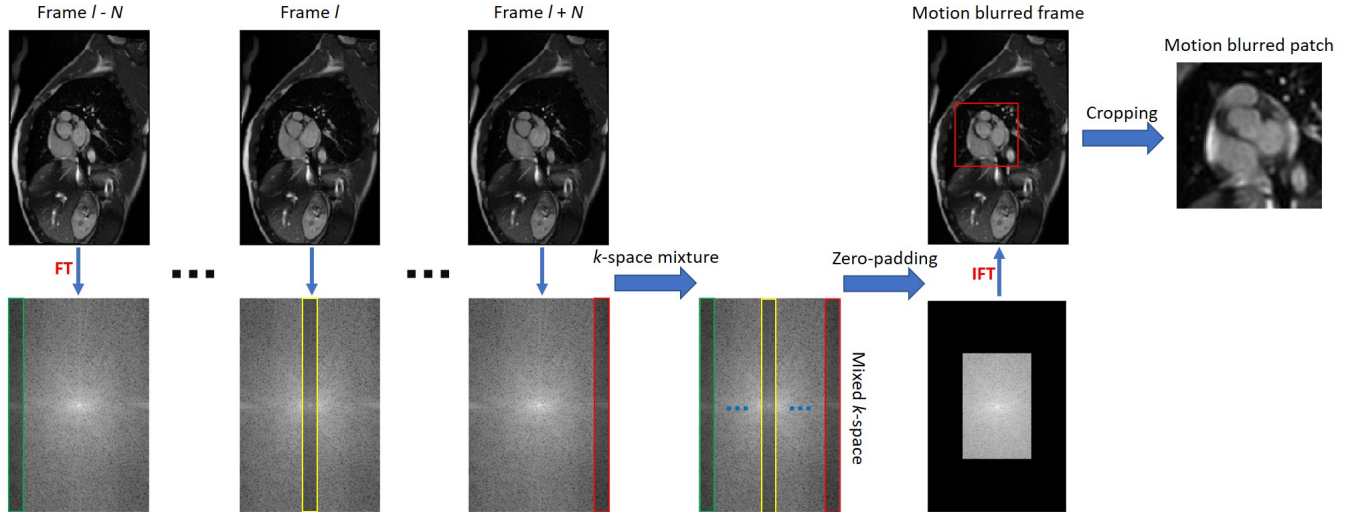 Frame l - N
Frame l
Frame l + N
Motion blurred frame
Motion blurred patch
Cropping
FT
k-space mixture
Zero-padding
IFT
Mixed k-space